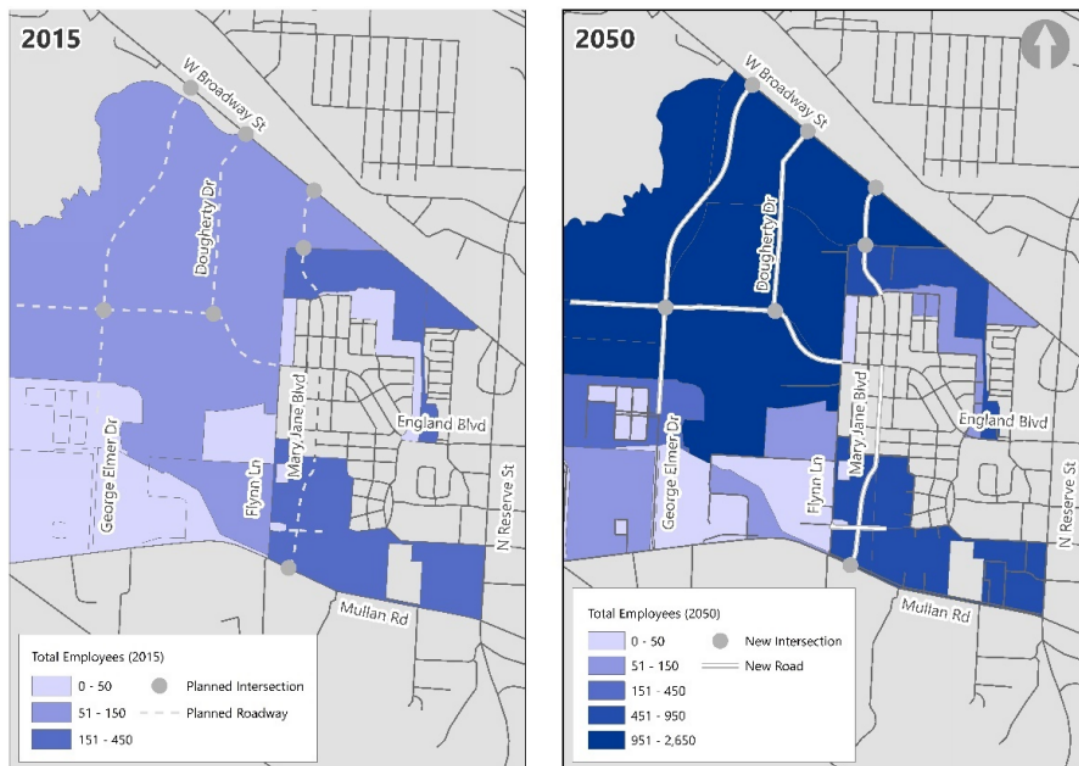 2015
W Broadway St
Dougherty Dr
George Elmer Dr
Flynn Ln
Mary Jane Blvd
England Blvd
N Reserve St
Mullan Rd
Total Employees (2015)
0 - 50
51 - 150
151 - 450
Planned Intersection
Planned Roadway
2050
W Broadway St
Dougherty Dr
George Elmer Dr
Flynn Ln
Mary Jane Blvd
England Blvd
N Reserve St
Mullan Rd
Total Employees (2050)
0 - 50
51 - 150
151 - 450
451 - 950
951 - 2,650
New Intersection
New Road